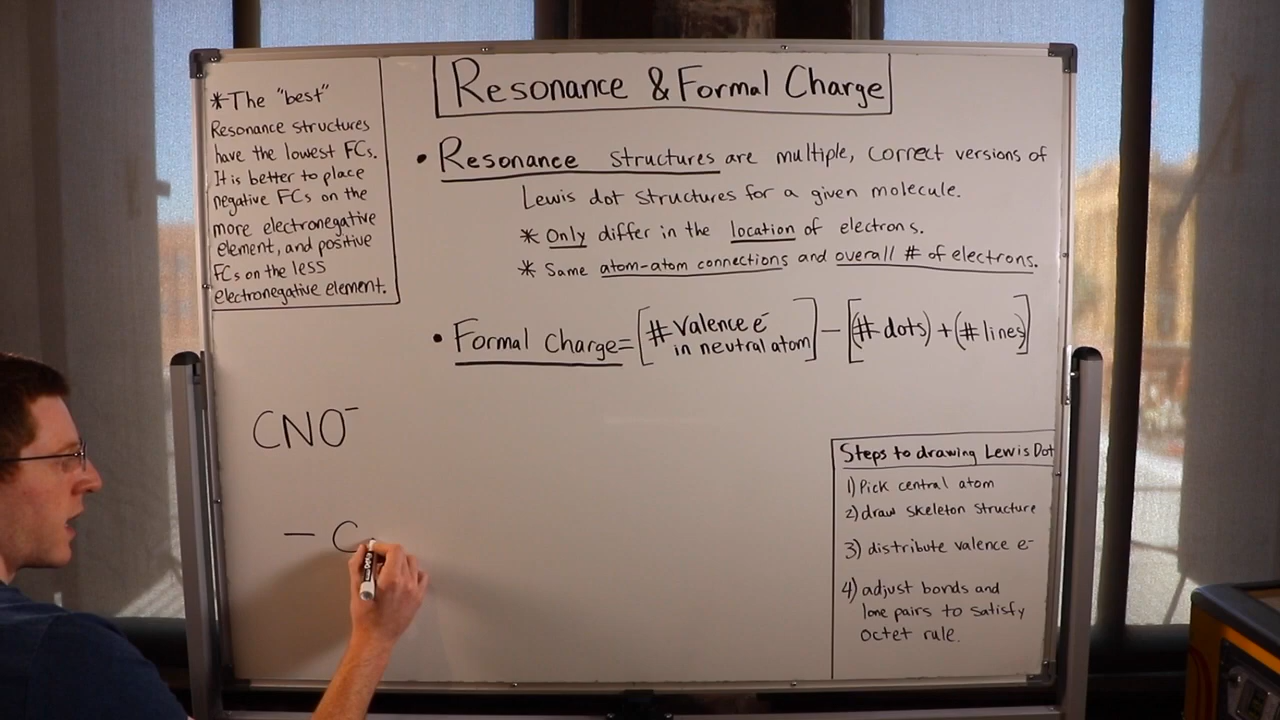 Resonance & Formal Charge
*The "best"
Resonance structures
have the lowest FCs.
It is better to place
negative FCs on the
more electronegative
element, and positive
FCs on the less
electronegative element.
• Resonance structures are multiple, correct versions of
Lewis dot structures for a given molecule.
* Only differ in the location of electrons.
* Same atom-atom connections and overall # of electrons.
• Formal Charge = [# Valence e⁻ in neutral atom] − [(# dots) + (# lines)]
CNO⁻
— C
Steps to drawing Lewis Dot
1) Pick central atom
2) draw skeleton structure
3) distribute valence e-
4) adjust bonds and
lone pairs to satisfy
octet rule.